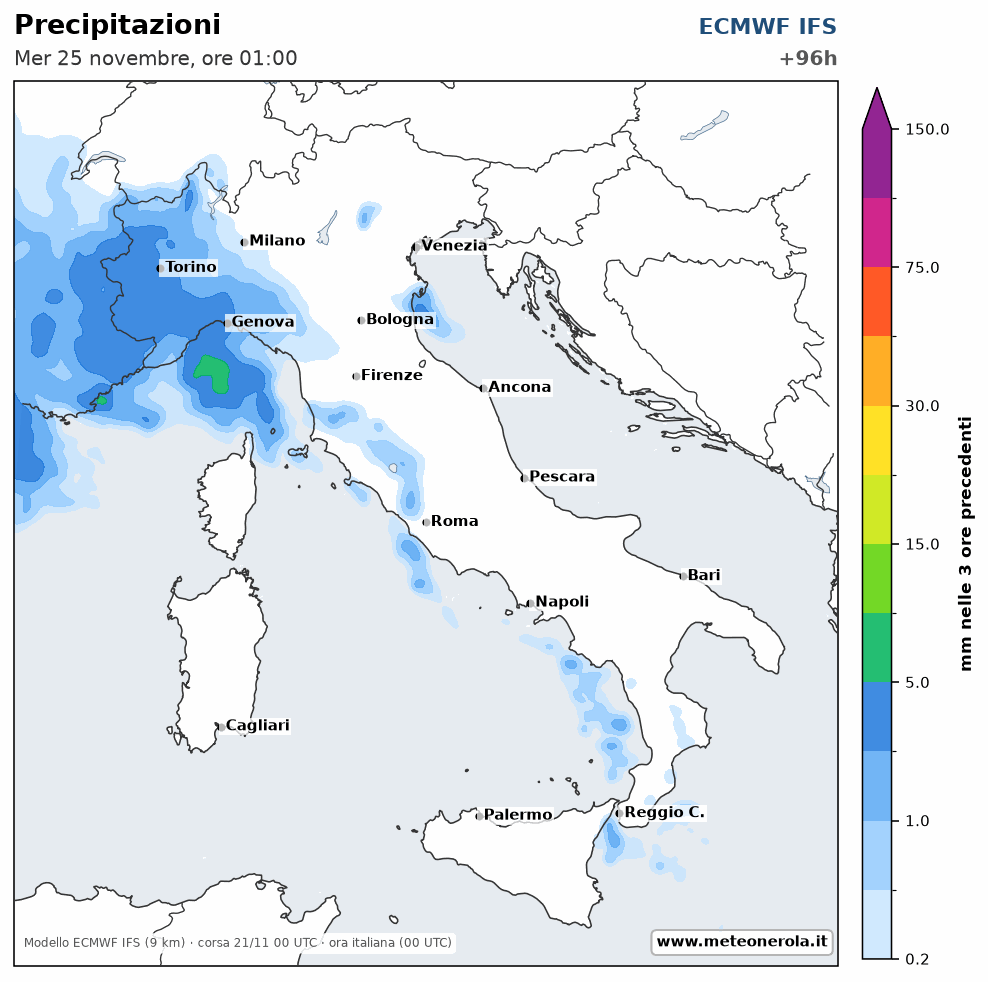 Precipitazioni
ECMWF IFS
Mer 25 novembre, ore 01:00
+96h
150.0
75.0
30.0
15.0
5.0
1.0
0.2
mm nelle 3 ore precedenti
Milano
Venezia
Torino
Genova
Bologna
Firenze
Ancona
Pescara
Roma
Bari
Napoli
Cagliari
Palermo
Reggio C.
Modello ECMWF IFS (9 km) · corsa 21/11 00 UTC · ora italiana (00 UTC)
www.meteonerola.it